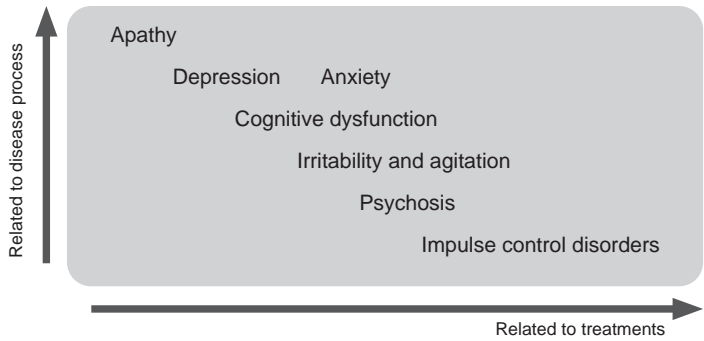 Related to disease process
Apathy
Depression Anxiety
Cognitive dysfunction
Irritability and agitation
Psychosis
Impulse control disorders
Related to treatments